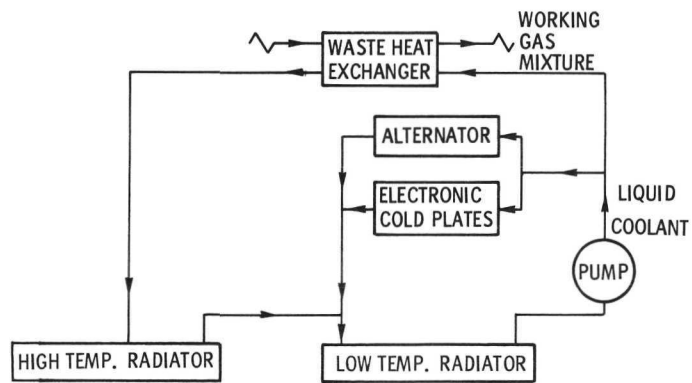 WORKING
GAS
MIXTURE
WASTE HEAT
EXCHANGER
ALTERNATOR
ELECTRONIC
COLD PLATES
LIQUID
COOLANT
PUMP
HIGH TEMP. RADIATOR
LOW TEMP. RADIATOR